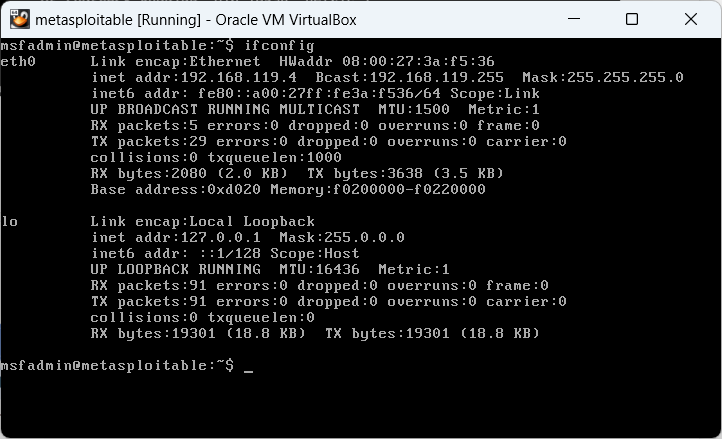 metasploitable [Running] - Oracle VM VirtualBox
msfadmin@metasploitable:~$ ifconfig
eth0      Link encap:Ethernet  HWaddr 08:00:27:3a:f5:36
          inet addr:192.168.119.4  Bcast:192.168.119.255  Mask:255.255.255.0
          inet6 addr: fe80::a00:27ff:fe3a:f536/64 Scope:Link
          UP BROADCAST RUNNING MULTICAST  MTU:1500  Metric:1
          RX packets:5 errors:0 dropped:0 overruns:0 frame:0
          TX packets:29 errors:0 dropped:0 overruns:0 carrier:0
          collisions:0 txqueuelen:1000
          RX bytes:2080 (2.0 KB)  TX bytes:3638 (3.5 KB)
          Base address:0xd020 Memory:f0200000-f0220000
lo        Link encap:Local Loopback
          inet addr:127.0.0.1  Mask:255.0.0.0
          inet6 addr: ::1/128 Scope:Host
          UP LOOPBACK RUNNING  MTU:16436  Metric:1
          RX packets:91 errors:0 dropped:0 overruns:0 frame:0
          TX packets:91 errors:0 dropped:0 overruns:0 carrier:0
          collisions:0 txqueuelen:0
          RX bytes:19301 (18.8 KB)  TX bytes:19301 (18.8 KB)
msfadmin@metasploitable:~$ _